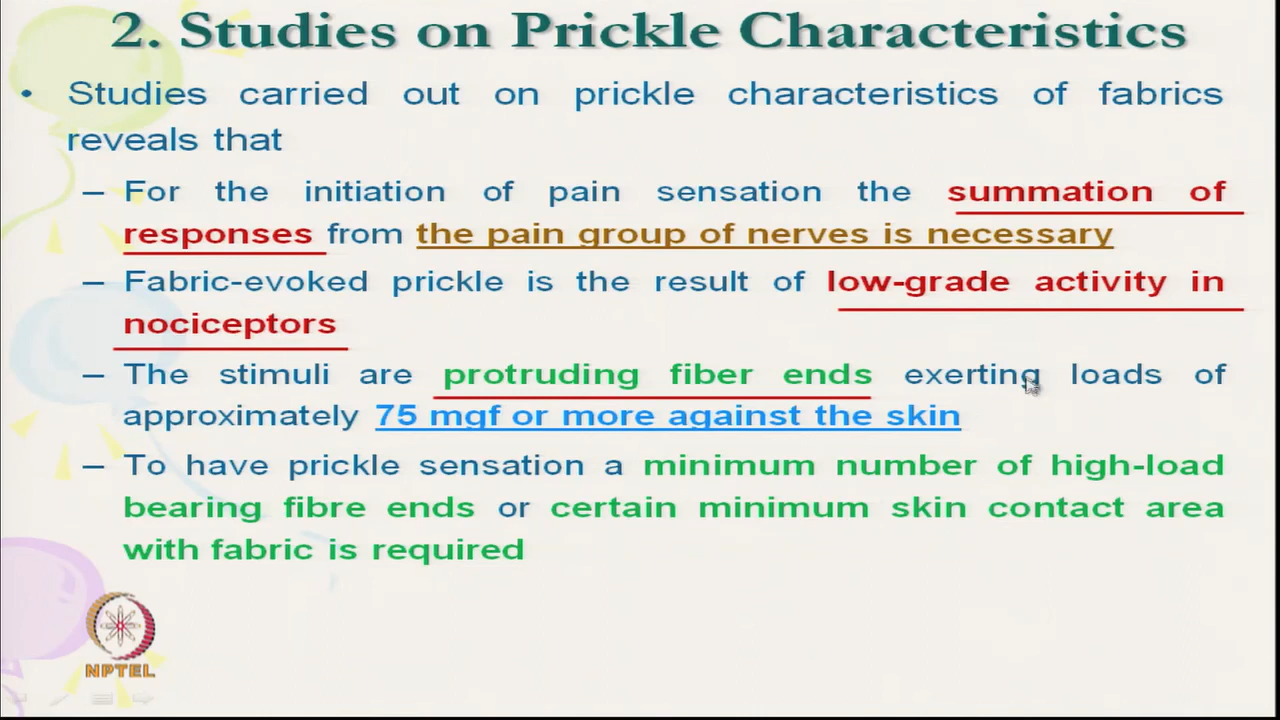 2. Studies on Prickle Characteristics
• Studies carried out on prickle characteristics of fabrics
reveals that
– For the initiation of pain sensation the summation of
responses from the pain group of nerves is necessary
– Fabric-evoked prickle is the result of low-grade activity in
nociceptors
– The stimuli are protruding fiber ends exerting loads of
approximately 75 mgf or more against the skin
– To have prickle sensation a minimum number of high-load
bearing fibre ends or certain minimum skin contact area
with fabric is required
NPTEL